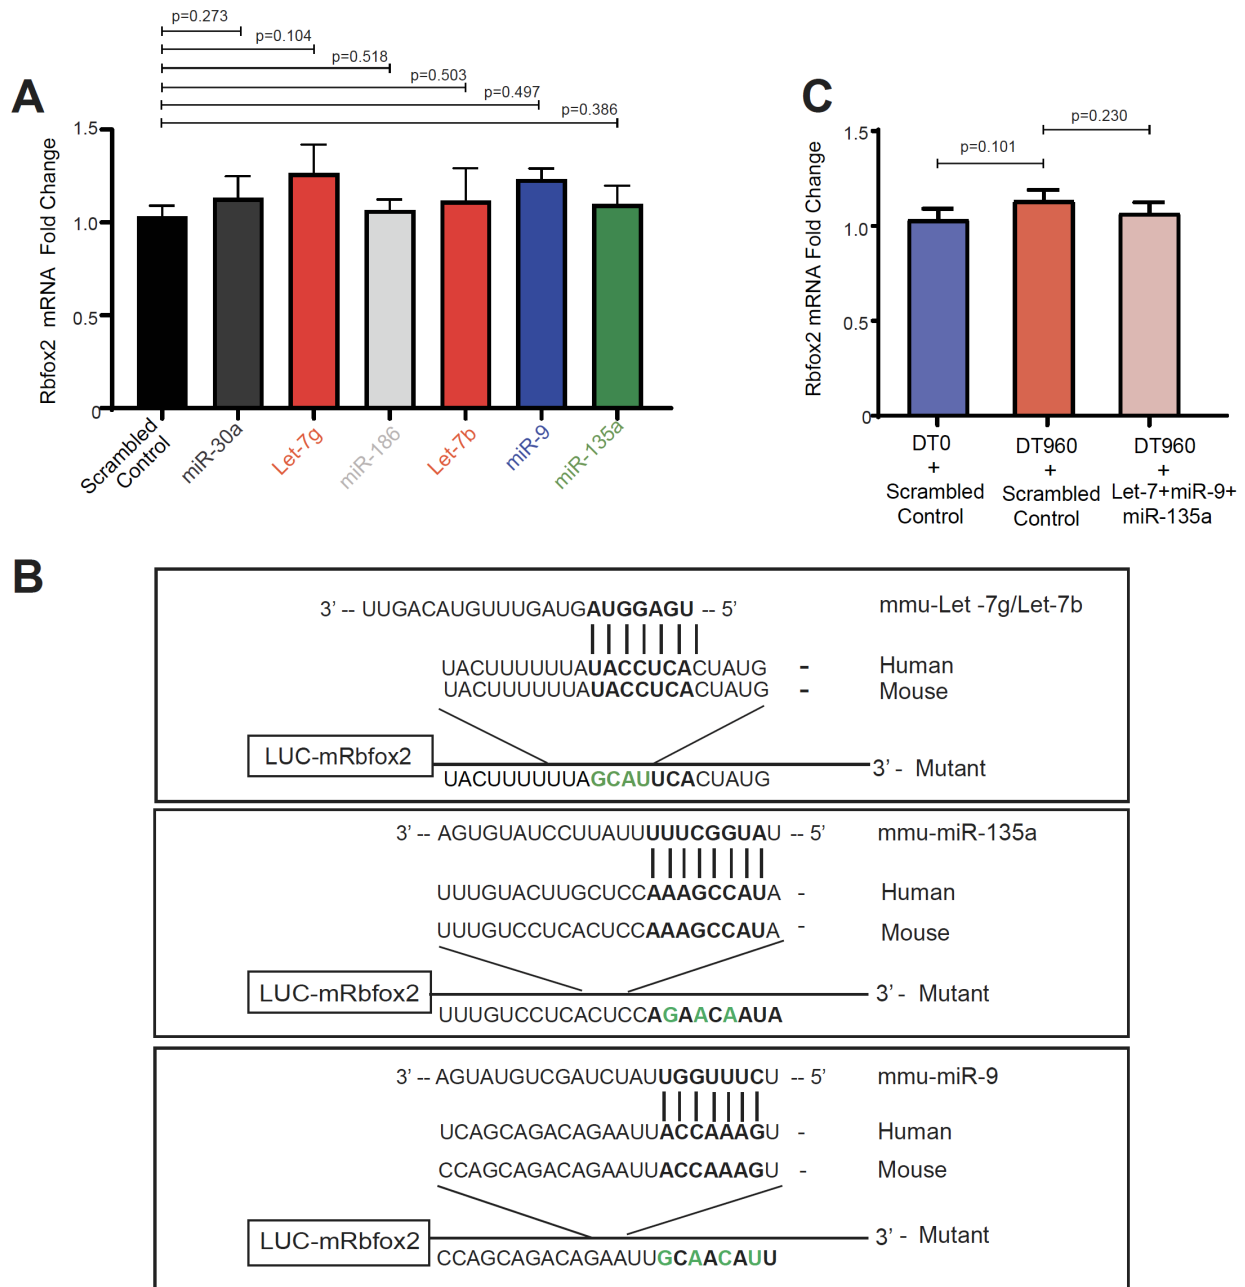 A
p=0.273
p=0.104
p=0.518
p=0.503
p=0.497
p=0.386
Rbfox2 mRNA Fold Change
1.5
1.0
0.5
0
Scrambled
Control
miR-30a
Let-7g
miR-186
Let-7b
miR-9
miR-135a
C
p=0.230
p=0.101
Rbfox2 mRNA Fold Change
1.5
1.0
0.5
0
DT0
+
Scrambled
Control
DT960
+
Scrambled
Control
DT960
+
Let-7+miR-9+
miR-135a
B
3’ -- UUGACAUGUUUGAUGAUGGAGU -- 5’ mmu-Let -7g/Let-7b
UACUUUUUUAUACCUCACUAUG - Human
UACUUUUUUAUACCUCACUAUG - Mouse
LUC-mRbfox2
3’ - Mutant
UACUUUUUUAGCAUUCACUAUG
3’ -- AGUGUAUCCUUAUUUUUCGGUAU -- 5’ mmu-miR-135a
UUUGUACUUGCUCCAAAGCCAUA - Human
UUUGUCCUCACUCCAAAGCCAUA - Mouse
LUC-mRbfox2
3’ - Mutant
UUUGUCCUCACUCCAGAACAAUA
3’ -- AGUAUGUCGAUCUAUUGGUUUCU -- 5’ mmu-miR-9
UCAGCAGACAGAAUUACCAAAGU - Human
CCAGCAGACAGAAUUACCAAAGU - Mouse
LUC-mRbfox2
3’ - Mutant
CCAGCAGACAGAAUUGCAACAUU